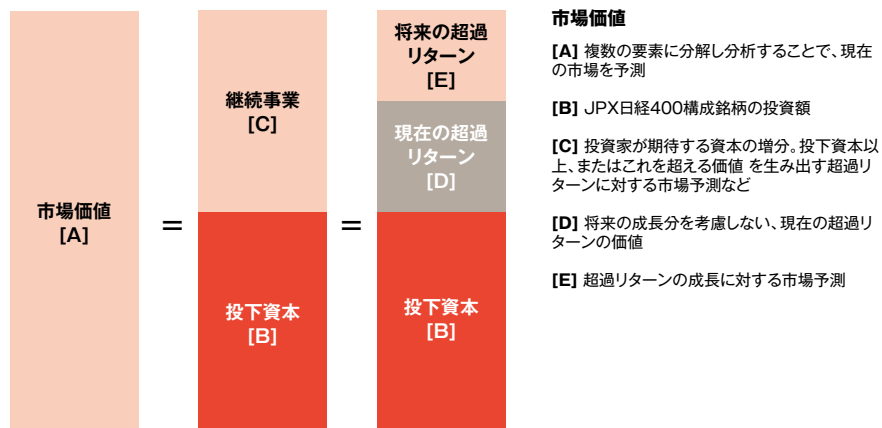 市場価値
[A]
=
継続事業
[C]
投下資本
[B]
=
将来の超過
リターン
[E]
現在の超過
リターン
[D]
投下資本
[B]
市場価値
[A] 複数の要素に分解し分析することで、現在
の市場を予測
[B] JPX日経400構成銘柄の投資額
[C] 投資家が期待する資本の増分。投下資本以
上、またはこれを超える価値 を生み出す超過リ
ターンに対する市場予測など
[D] 将来の成長分を考慮しない、現在の超過リ
ターンの価値
[E] 超過リターンの成長に対する市場予測